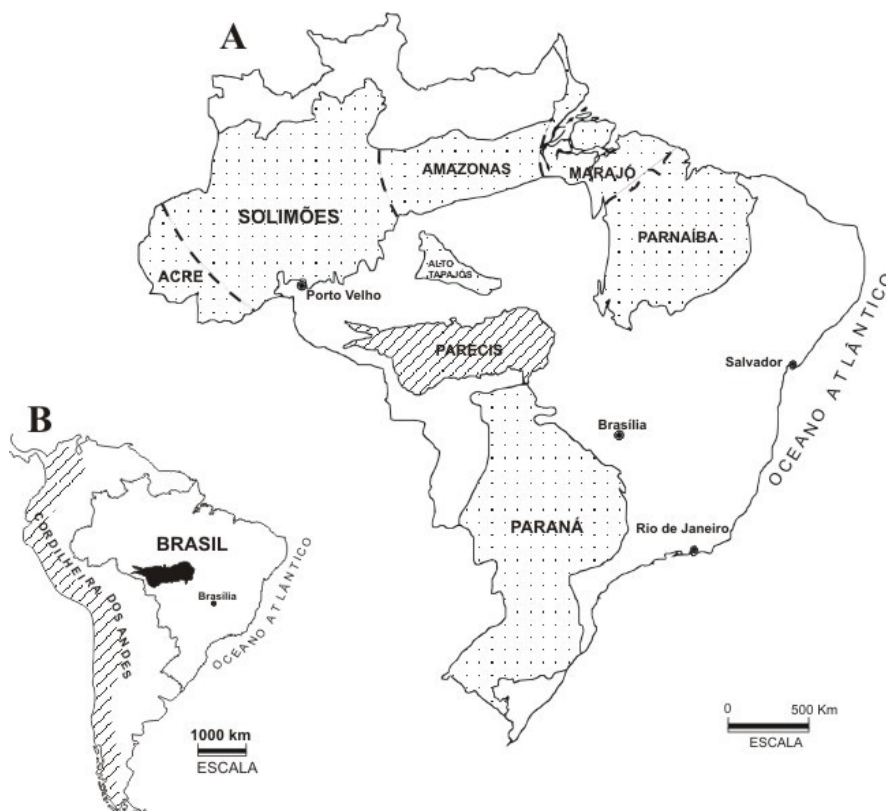 A
AMAZONAS
MARAJÓ
SOLIMÕES
PARNAÍBA
ACRE
ALTO
TAPAJÓS
Porto Velho
PARECIS
Salvador
OCEANO ATLÂNTICO
Brasília
PARANÁ
Rio de Janeiro
0 500 Km
ESCALA
B
CORDILHEIRA DOS ANDES
BRASIL
Brasília
OCEANO ATLÂNTICO
1000 km
ESCALA